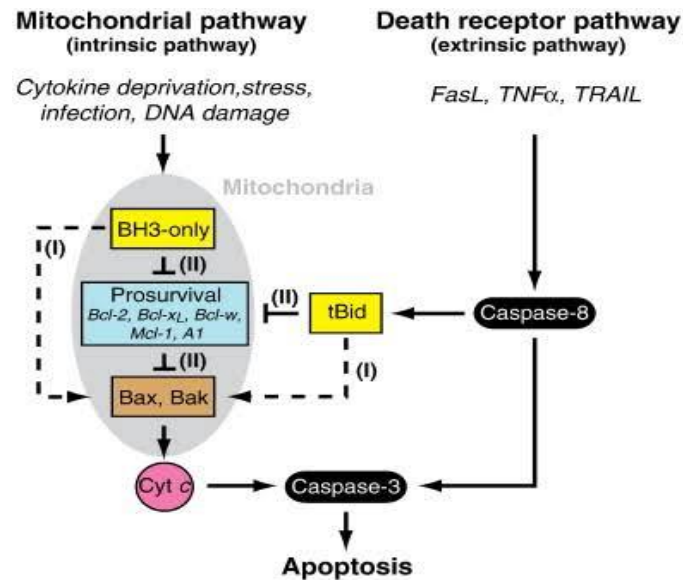 Mitochondrial pathway
(intrinsic pathway)
Death receptor pathway
(extrinsic pathway)
Cytokine deprivation,stress,
infection, DNA damage
FasL, TNFα, TRAIL
Mitochondria
BH3-only
(I)
(II)
Prosurvival
Bcl-2, Bcl-xL, Bcl-w,
Mcl-1, A1
(II)
tBid
Caspase-8
(II)
(I)
Bax, Bak
Cyt c
Caspase-3
Apoptosis